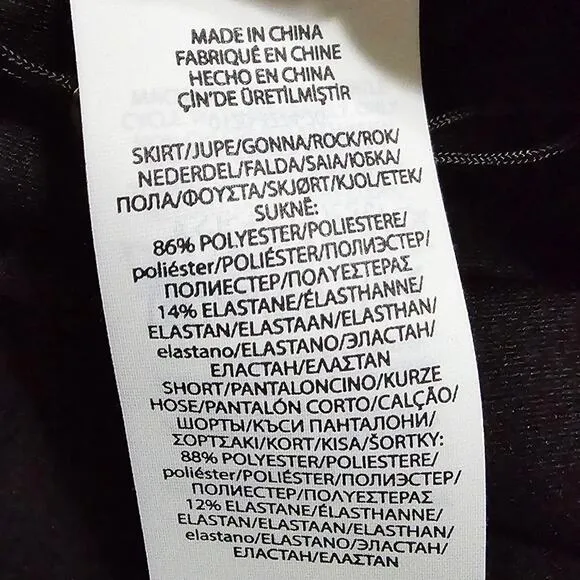 MADE IN CHINA
FABRIQUÉ EN CHINE
HECHO EN CHINA
ÇİN'DE ÜRETİLMİŞTİR
SKIRT/JUPE/GONNA/ROCK/ROK/
NEDERDEL/FALDA/SAIA/ЮБКА/
ПОЛА/ΦΟΥΣΤΑ/SKJØRT/KJOL/ETEK/
SUKNĖ:
86% POLYESTER/POLIESTERE/
poliéster/POLIÉSTER/ПОЛИЭСТЕР/
ПОЛИЕСТЕР/ΠΟΛΥΕΣΤΕΡΑΣ
14% ELASTANE/ÉLASTHANNE/
ELASTAN/ELASTAAN/ELASTHAN/
elastano/ELASTANO/ЭЛАСТАН/
ЕЛАСТАН/ΕΛΑΣΤΑΝ
SHORT/PANTALONCINO/KURZE
HOSE/PANTALÓN CORTO/CALÇÃO/
ШОРТЫ/КЪСИ ПАНТАЛОНИ/
ΣΟΡΤΣΑΚΙ/KORT/KISA/ŠORTKY:
88% POLYESTER/POLIESTERE/
poliéster/POLIÉSTER/ПОЛИЭСТЕР/
ПОЛИЕСТЕР/ΠΟΛΥΕΣΤΕΡΑΣ
12% ELASTANE/ÉLASTHANNE/
ELASTAN/ELASTAAN/ELASTHAN/
elastano/ELASTANO/ЭЛАСТАН/
ЕЛАСТАН/ΕΛΑΣΤΑΝ